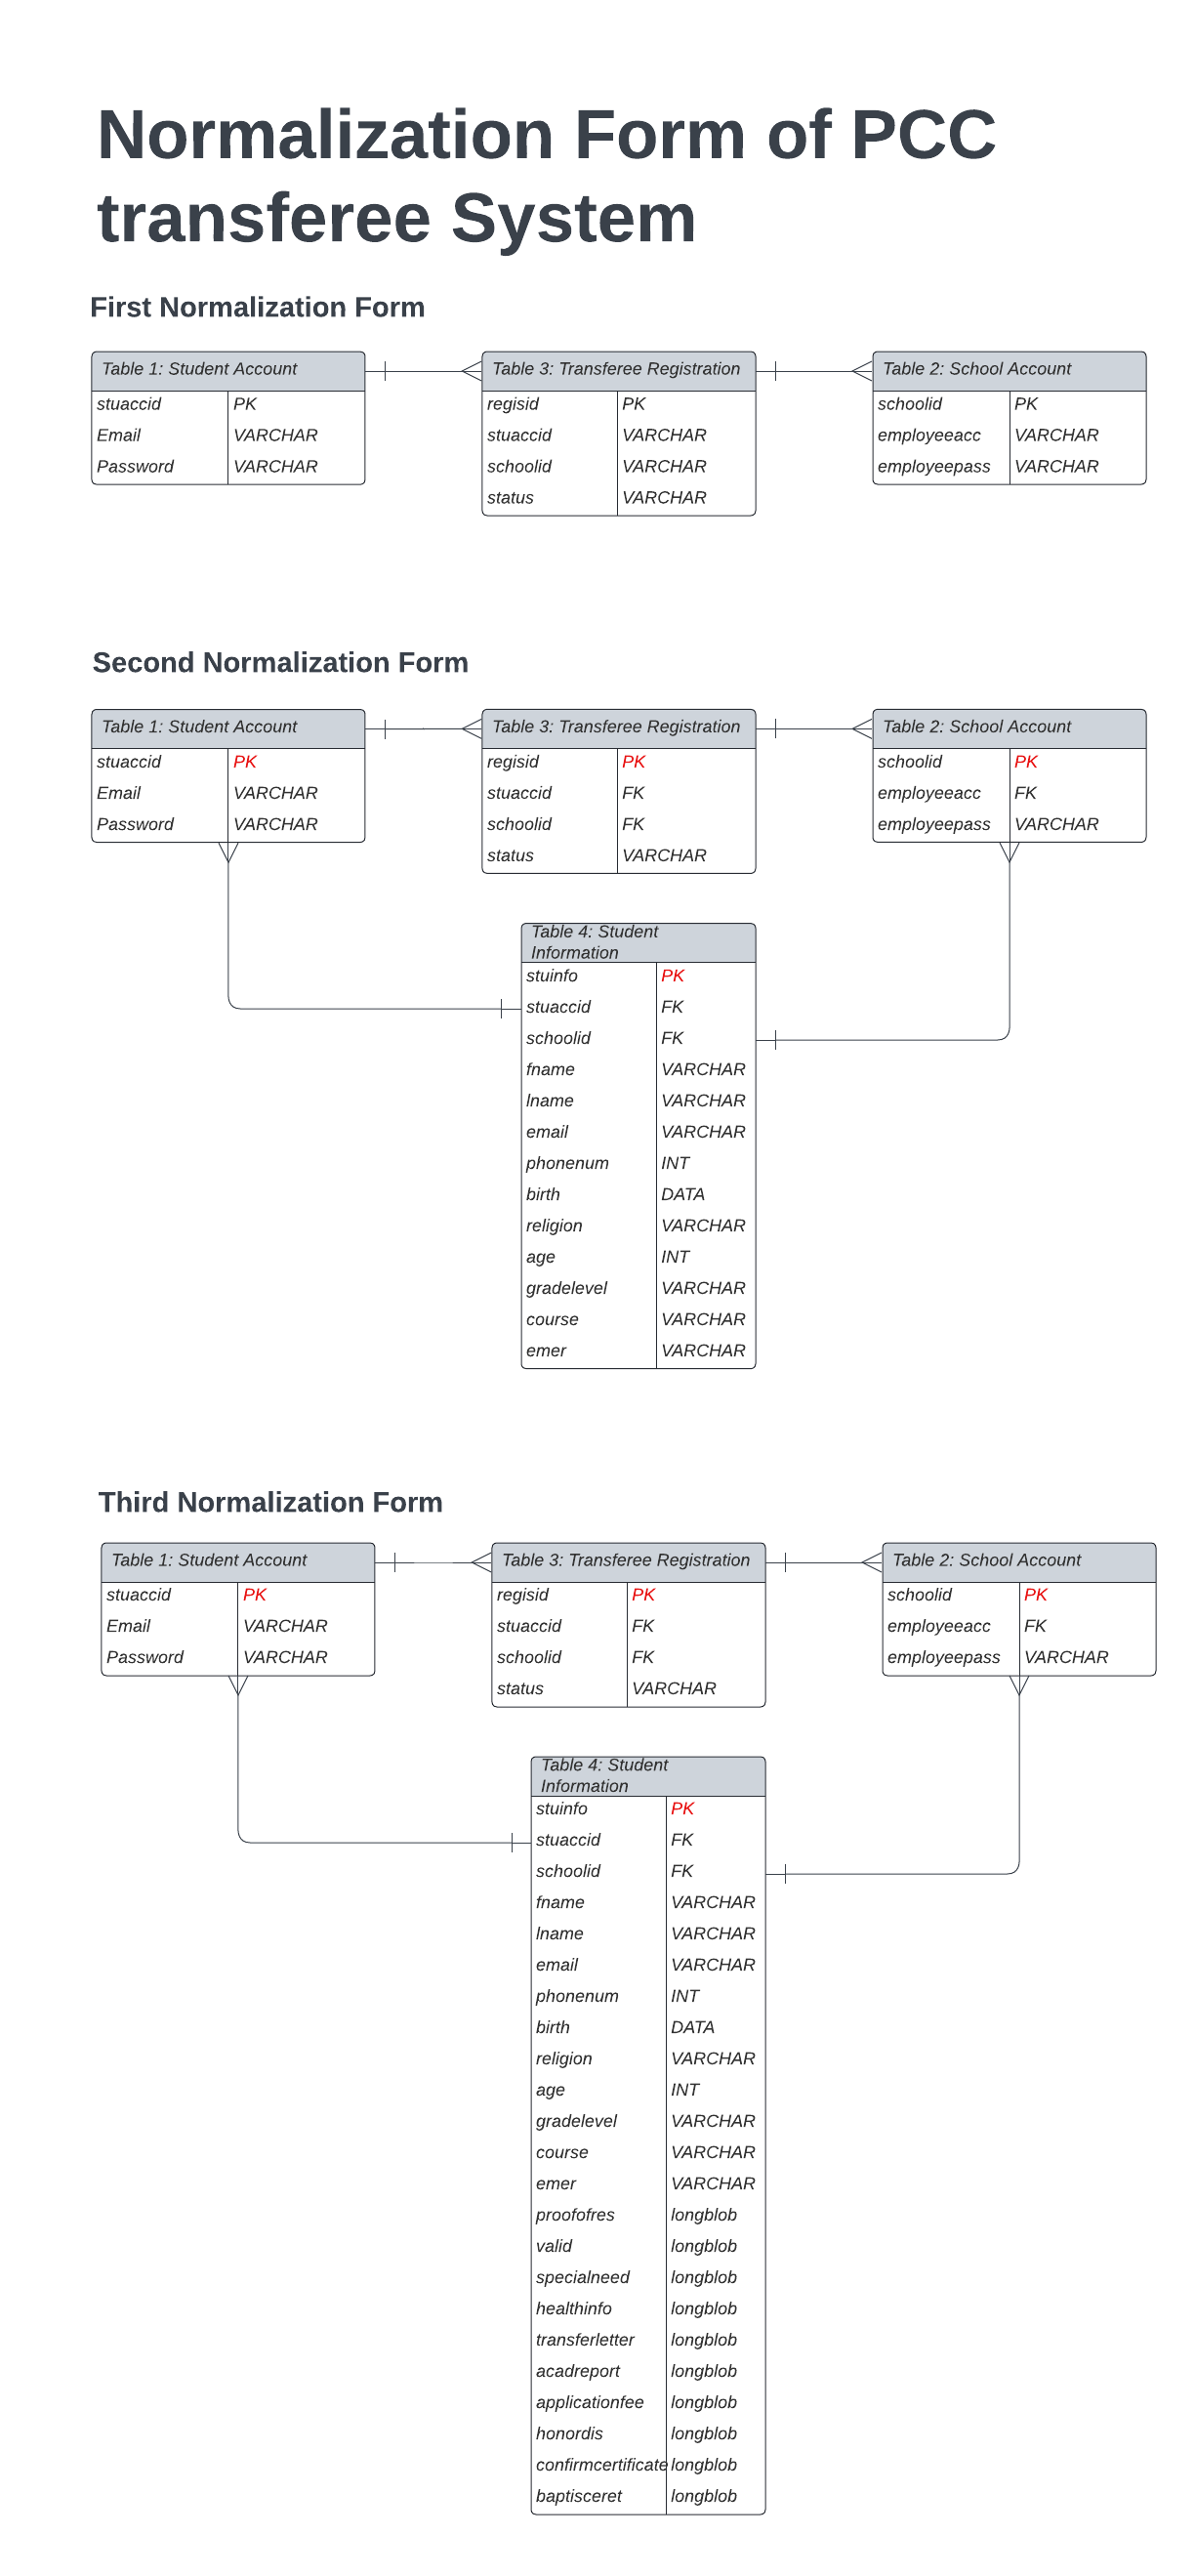 Normalization Form of PCC
transferee System
First Normalization Form
Table 1: Student Account
stuaccid PK
Email VARCHAR
Password VARCHAR
Table 3: Transferee Registration
regisid PK
stuaccid VARCHAR
schoolid VARCHAR
status VARCHAR
Table 2: School Account
schoolid PK
employeeacc VARCHAR
employeepass VARCHAR
Second Normalization Form
Table 1: Student Account
stuaccid PK
Email VARCHAR
Password VARCHAR
Table 3: Transferee Registration
regisid PK
stuaccid FK
schoolid FK
status VARCHAR
Table 2: School Account
schoolid PK
employeeacc FK
employeepass VARCHAR
Table 4: Student
Information
stuinfo PK
stuaccid FK
schoolid FK
fname VARCHAR
lname VARCHAR
email VARCHAR
phonenum INT
birth DATA
religion VARCHAR
age INT
gradelevel VARCHAR
course VARCHAR
emer VARCHAR
Third Normalization Form
Table 1: Student Account
stuaccid PK
Email VARCHAR
Password VARCHAR
Table 3: Transferee Registration
regisid PK
stuaccid FK
schoolid FK
status VARCHAR
Table 2: School Account
schoolid PK
employeeacc FK
employeepass VARCHAR
Table 4: Student
Information
stuinfo PK
stuaccid FK
schoolid FK
fname VARCHAR
lname VARCHAR
email VARCHAR
phonenum INT
birth DATA
religion VARCHAR
age INT
gradelevel VARCHAR
course VARCHAR
emer VARCHAR
proofofres longblob
valid longblob
specialneed longblob
healthinfo longblob
transferletter longblob
acadreport longblob
applicationfee longblob
honordis longblob
confirmcertificate longblob
baptisceret longblob